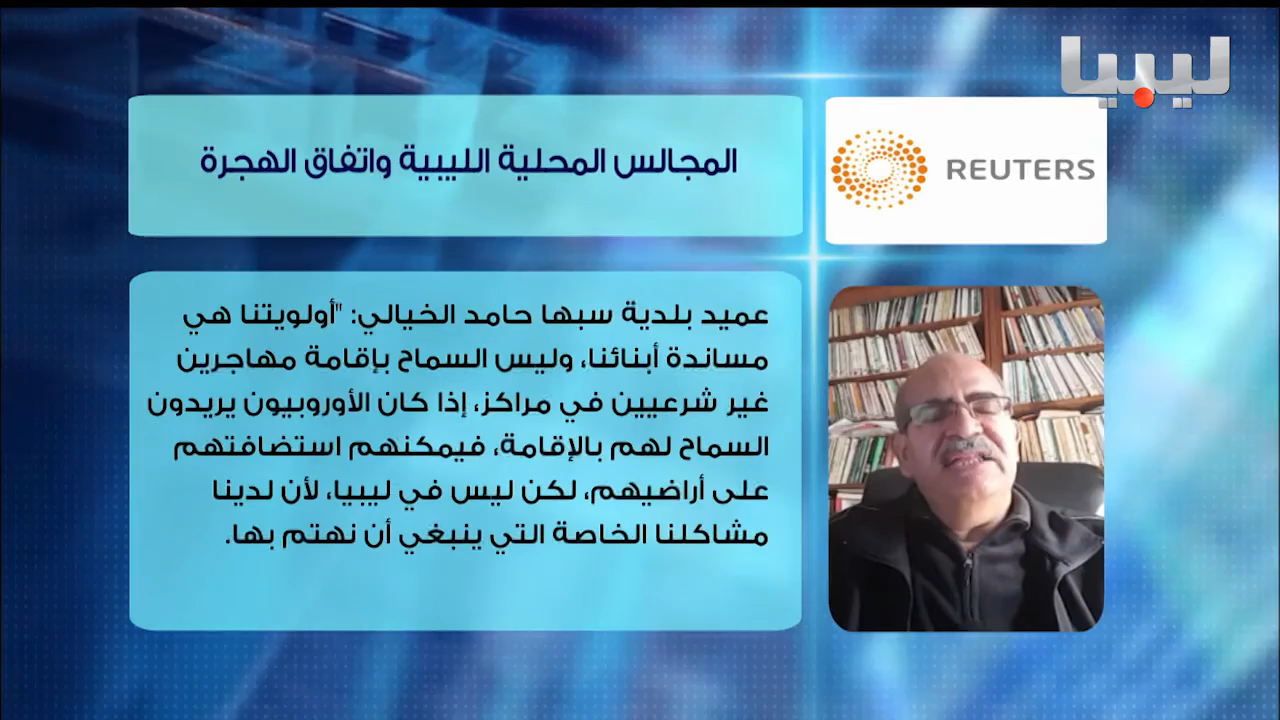 ليبيا
المجالس المحلية الليبية واتفاق الهجرة
REUTERS
عميد بلدية سبها حامد الخيالي: "أولويتنا هي
مساندة أبنائنا، وليس السماح بإقامة مهاجرين
غير شرعيين في مراكز، إذا كان الأوروبيون يريدون
السماح لهم بالإقامة، فيمكنهم استضافتهم
على أراضيهم، لكن ليس في ليبيا، لأن لدينا
مشاكلنا الخاصة التي ينبغي أن نهتم بها.